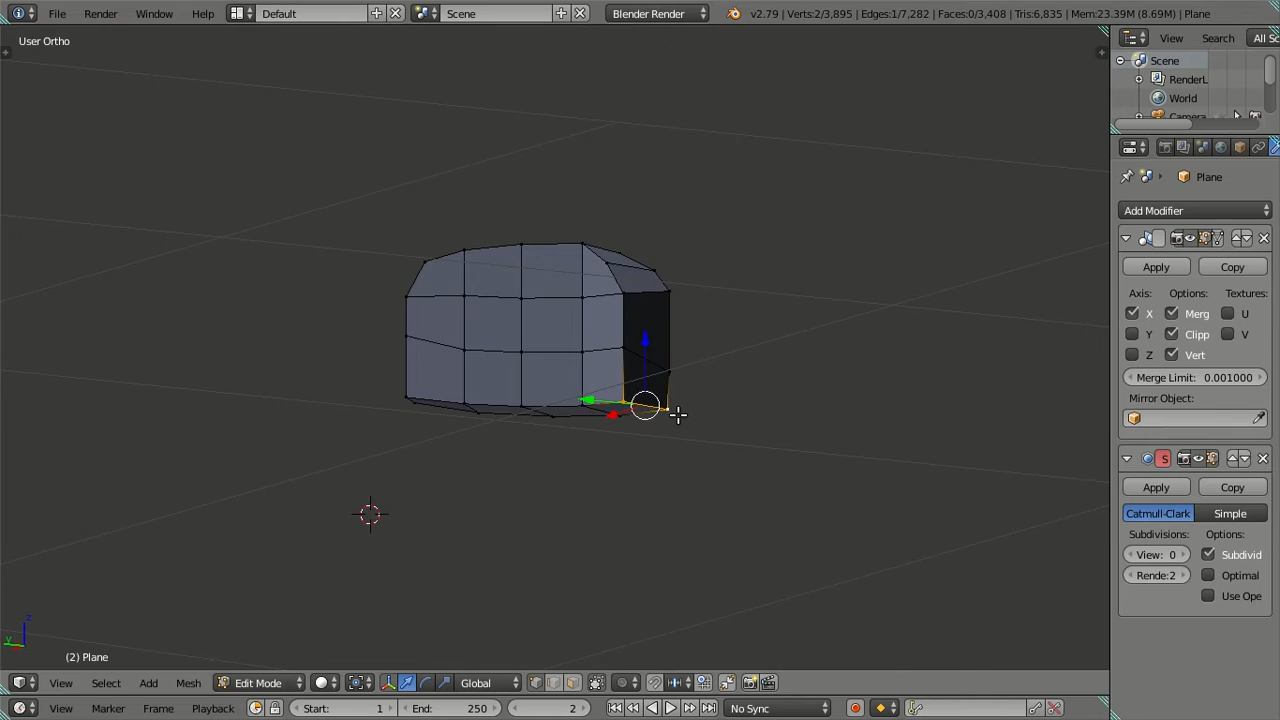 File Render Window Help Default Scene Blender Render v2.79 | Verts:2/3,895 | Edges:1/7,282 | Faces:0/3,408 | Tris:6,835 | Mem:23.39M (8.69M) | Plane
User Ortho
View Search All Sc
Scene
RenderL
World
Camera
Plane
Add Modifier
Apply Copy
Axis: Options: Textures:
X Merg U
Y Clipp V
Z Vert
Merge Limit: 0.001000
Mirror Object:
S
Apply Copy
Catmull-Clark Simple
Subdivisions: Options:
View: 0 Subdivid
Rende:2 Optimal
Use Ope
z
y
(2) Plane
View Select Add Mesh Edit Mode Global
View Marker Frame Playback Start: 1 End: 250 2 No Sync